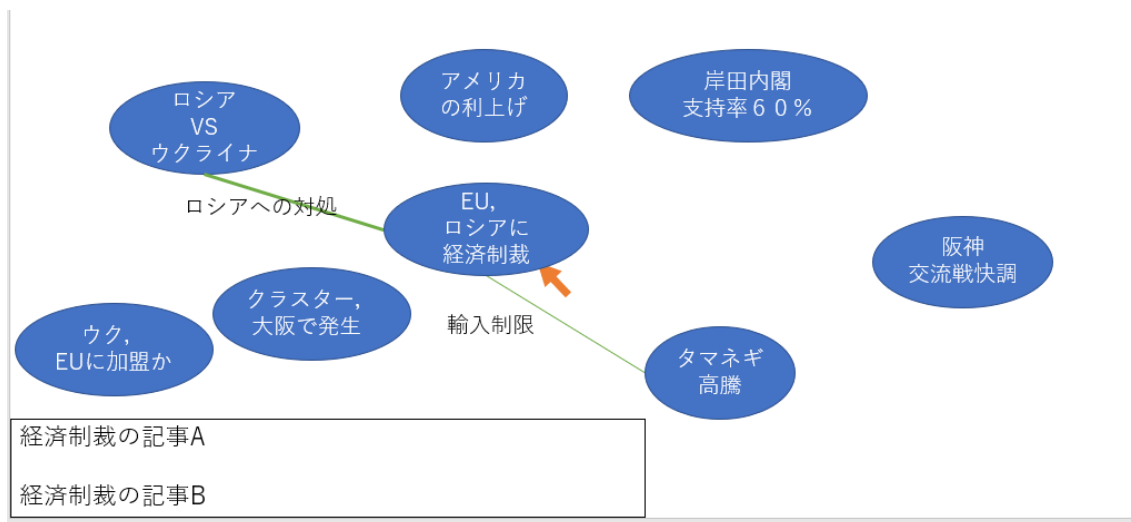 ロシア
VS
ウクライナ
アメリカ
の利上げ
岸田内閣
支持率６０％
ロシアへの対処
EU,
ロシアに
経済制裁
阪神
交流戦快調
クラスター,
大阪で発生
輸入制限
ウク,
EUに加盟か
タマネギ
高騰
経済制裁の記事A
経済制裁の記事B